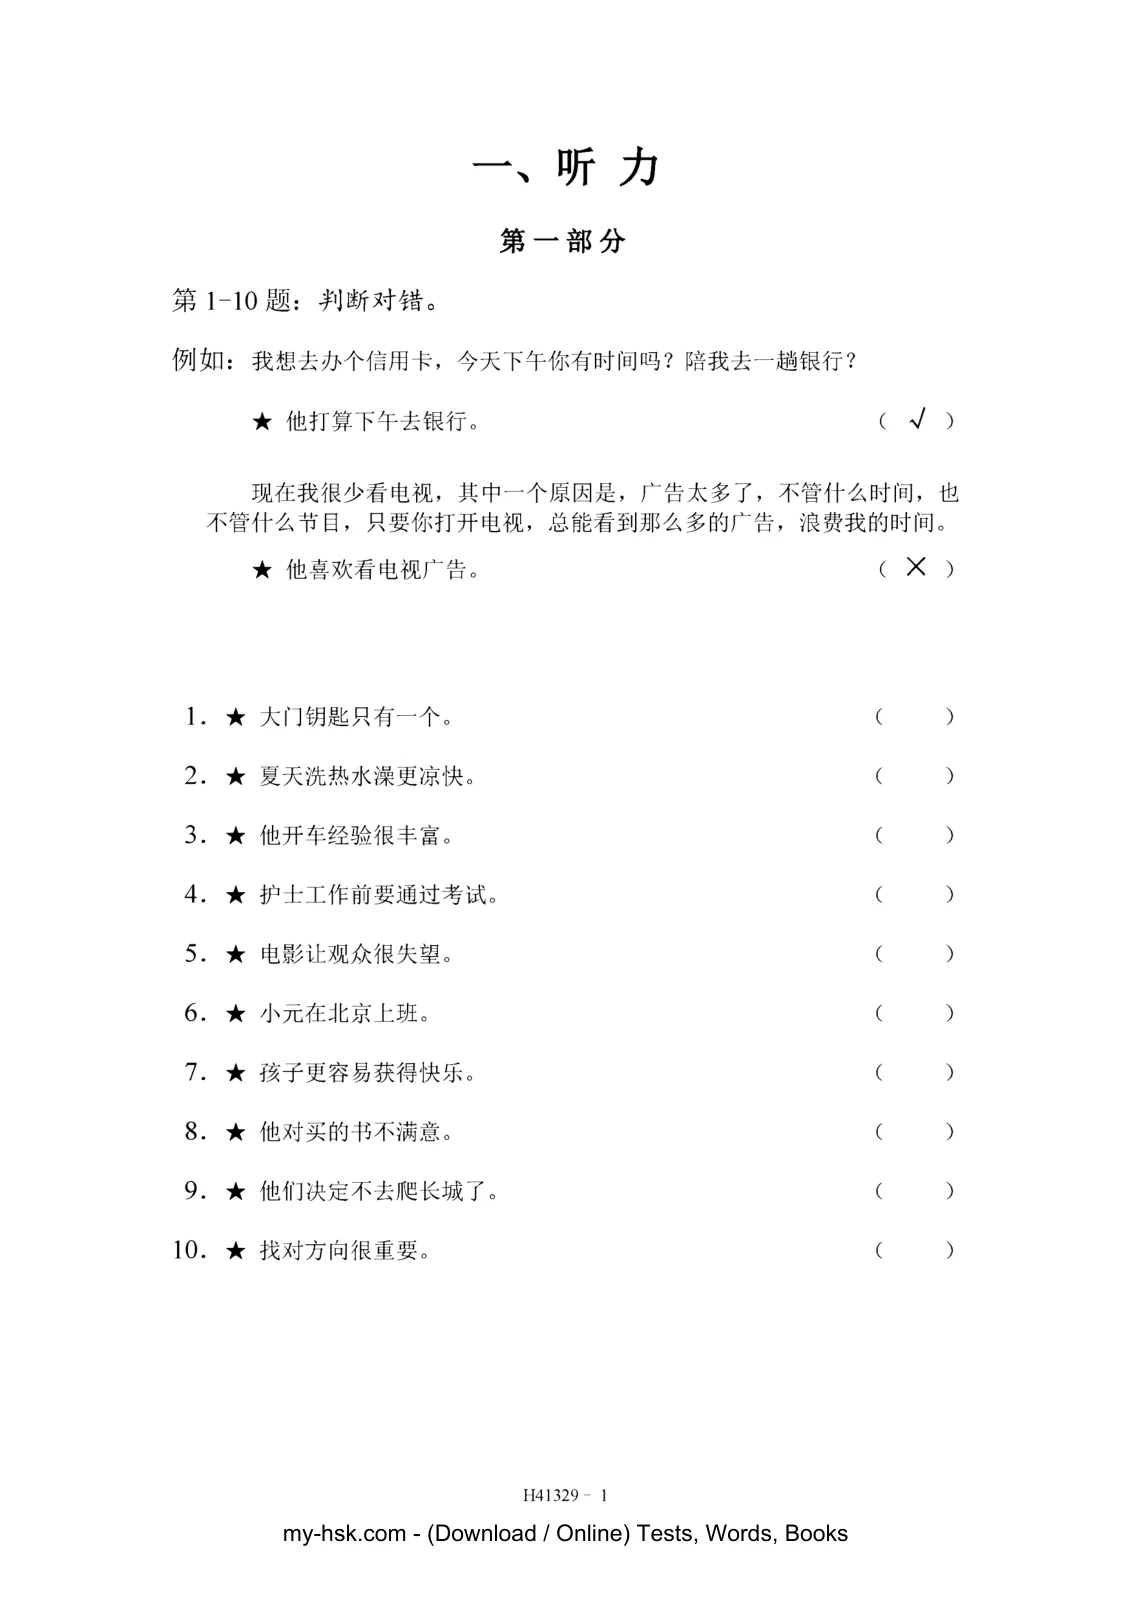 一、听 力
第一部分
第 1-10 题：判断对错。
例如：我想去办个信用卡，今天下午你有时间吗？陪我去一趟银行？
★ 他打算下午去银行。 （ √ ）
现在我很少看电视，其中一个原因是，广告太多了，不管什么时间，也
不管什么节目，只要你打开电视，总能看到那么多的广告，浪费我的时间。
★ 他喜欢看电视广告。 （ × ）
1．★ 大门钥匙只有一个。 （ ）
2．★ 夏天洗热水澡更凉快。 （ ）
3．★ 他开车经验很丰富。 （ ）
4．★ 护士工作前要通过考试。 （ ）
5．★ 电影让观众很失望。 （ ）
6．★ 小元在北京上班。 （ ）
7．★ 孩子更容易获得快乐。 （ ）
8．★ 他对买的书不满意。 （ ）
9．★ 他们决定不去爬长城了。 （ ）
10．★ 找对方向很重要。 （ ）
H41329 - 1
my-hsk.com - (Download / Online) Tests, Words, Books